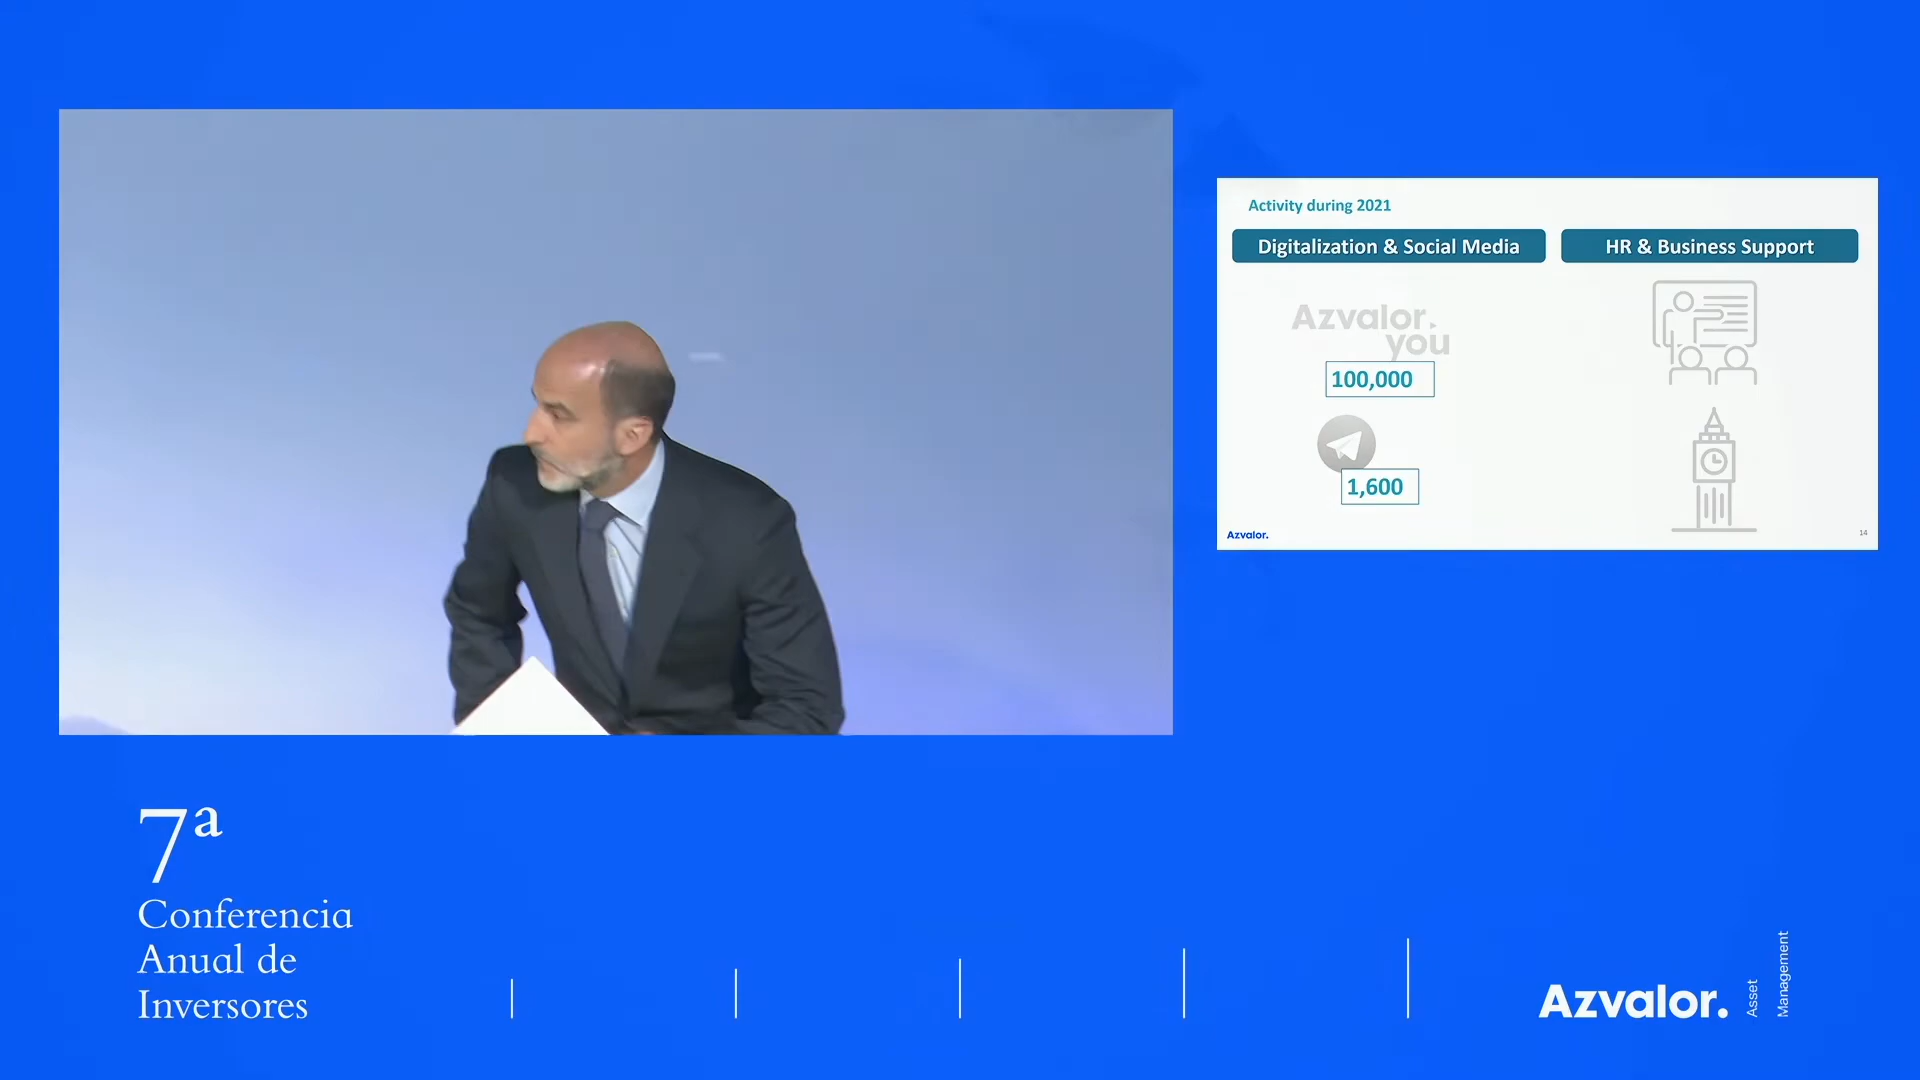 Activity during 2021
Digitalization & Social Media
HR & Business Support
Azvalor.
you
100,000
1,600
Azvalor.
14
7ª
Conferencia
Anual de
Inversores
Azvalor.
Asset
Management